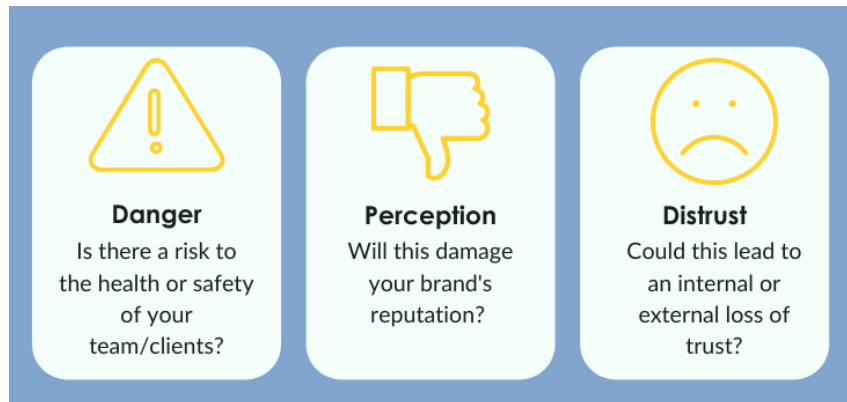 Danger
Is there a risk to
the health or safety
of your
team/clients?
Perception
Will this damage
your brand's
reputation?
Distrust
Could this lead to
an internal or
external loss of
trust?